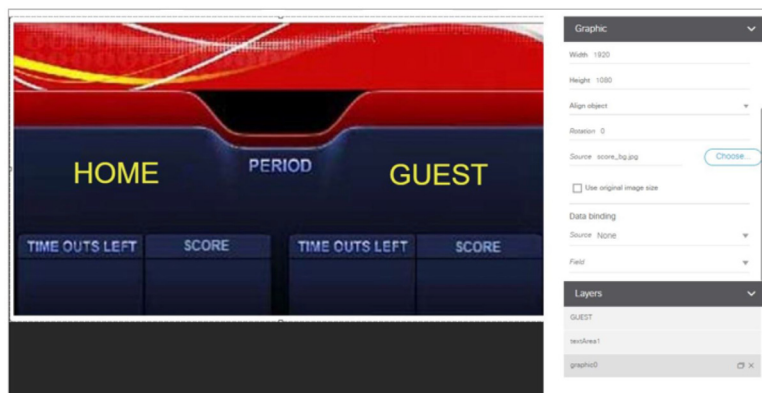 HOME
PERIOD
GUEST
TIME OUTS LEFT
SCORE
TIME OUTS LEFT
SCORE
Graphic
Width 1920
Height 1080
Align object
Rotation 0
Source score_bg.jpg
Choose...
Use original image size
Data binding
Source None
Field
Layers
GUEST
textArea1
graphic0